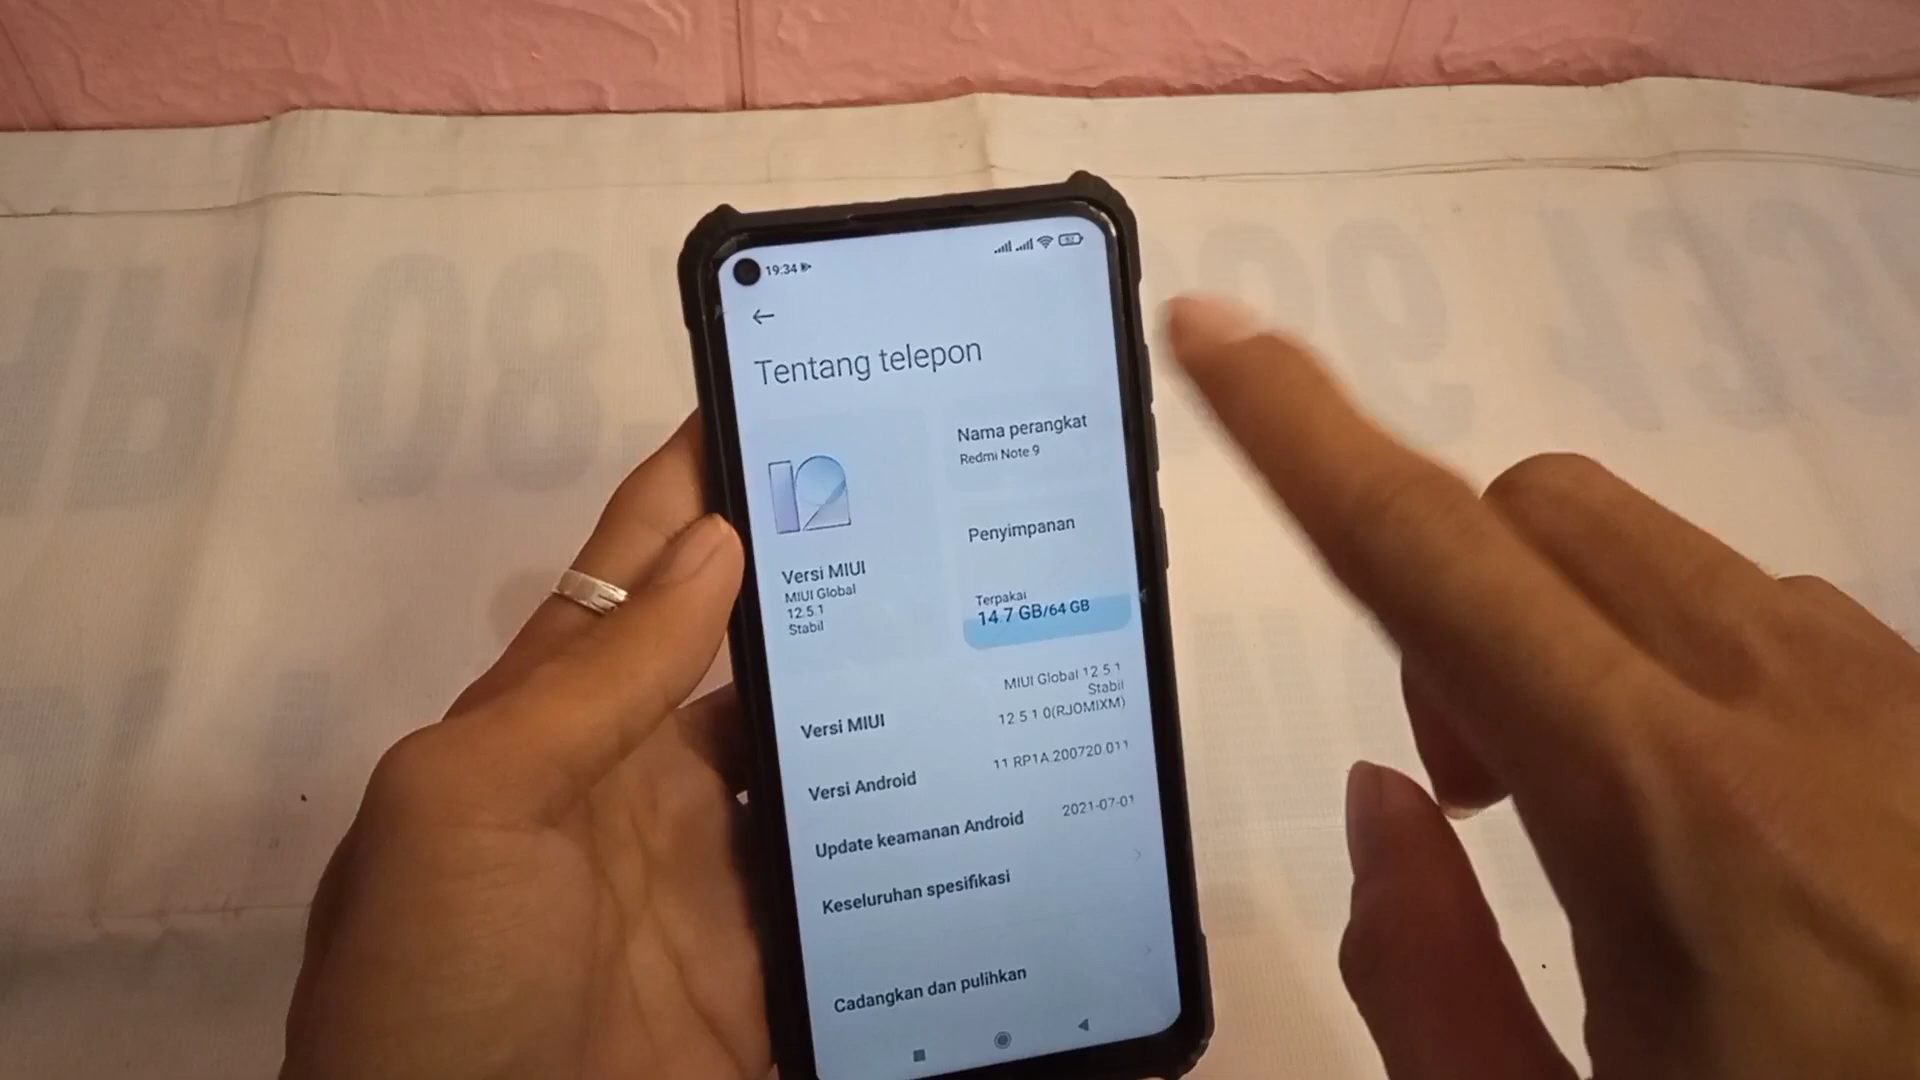 19:34
52
Tentang telepon
12
Versi MIUI
MIUI Global
12.5.1
Stabil
Nama perangkat
Redmi Note 9
Penyimpanan
Terpakai
14.7 GB/64 GB
Versi MIUI
MIUI Global 12.5.1
Stabil
12.5.1.0(RJOMIXM)
Versi Android
11 RP1A.200720.011
Update keamanan Android
2021-07-01
Keseluruhan spesifikasi
Cadangkan dan pulihkan